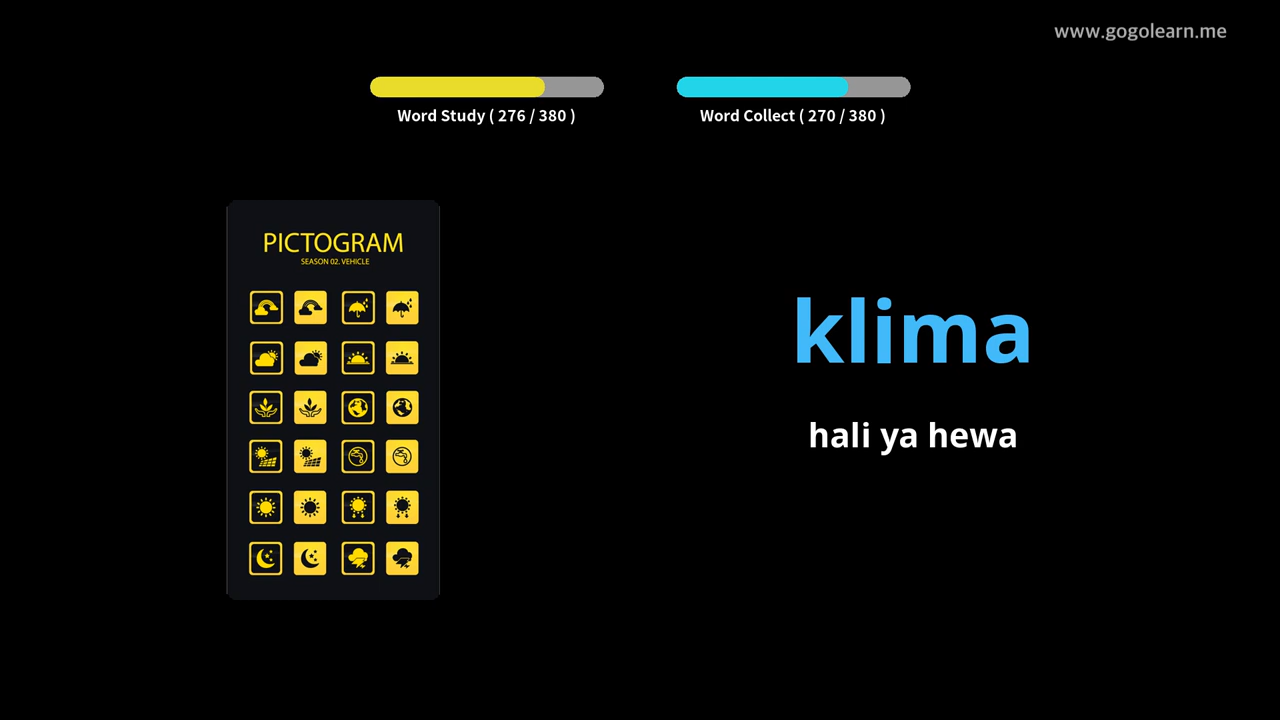 www.gogolearn.me
Word Study ( 276 / 380 )
Word Collect ( 270 / 380 )
PICTOGRAM
SEASON 02. VEHICLE
klima
hali ya hewa